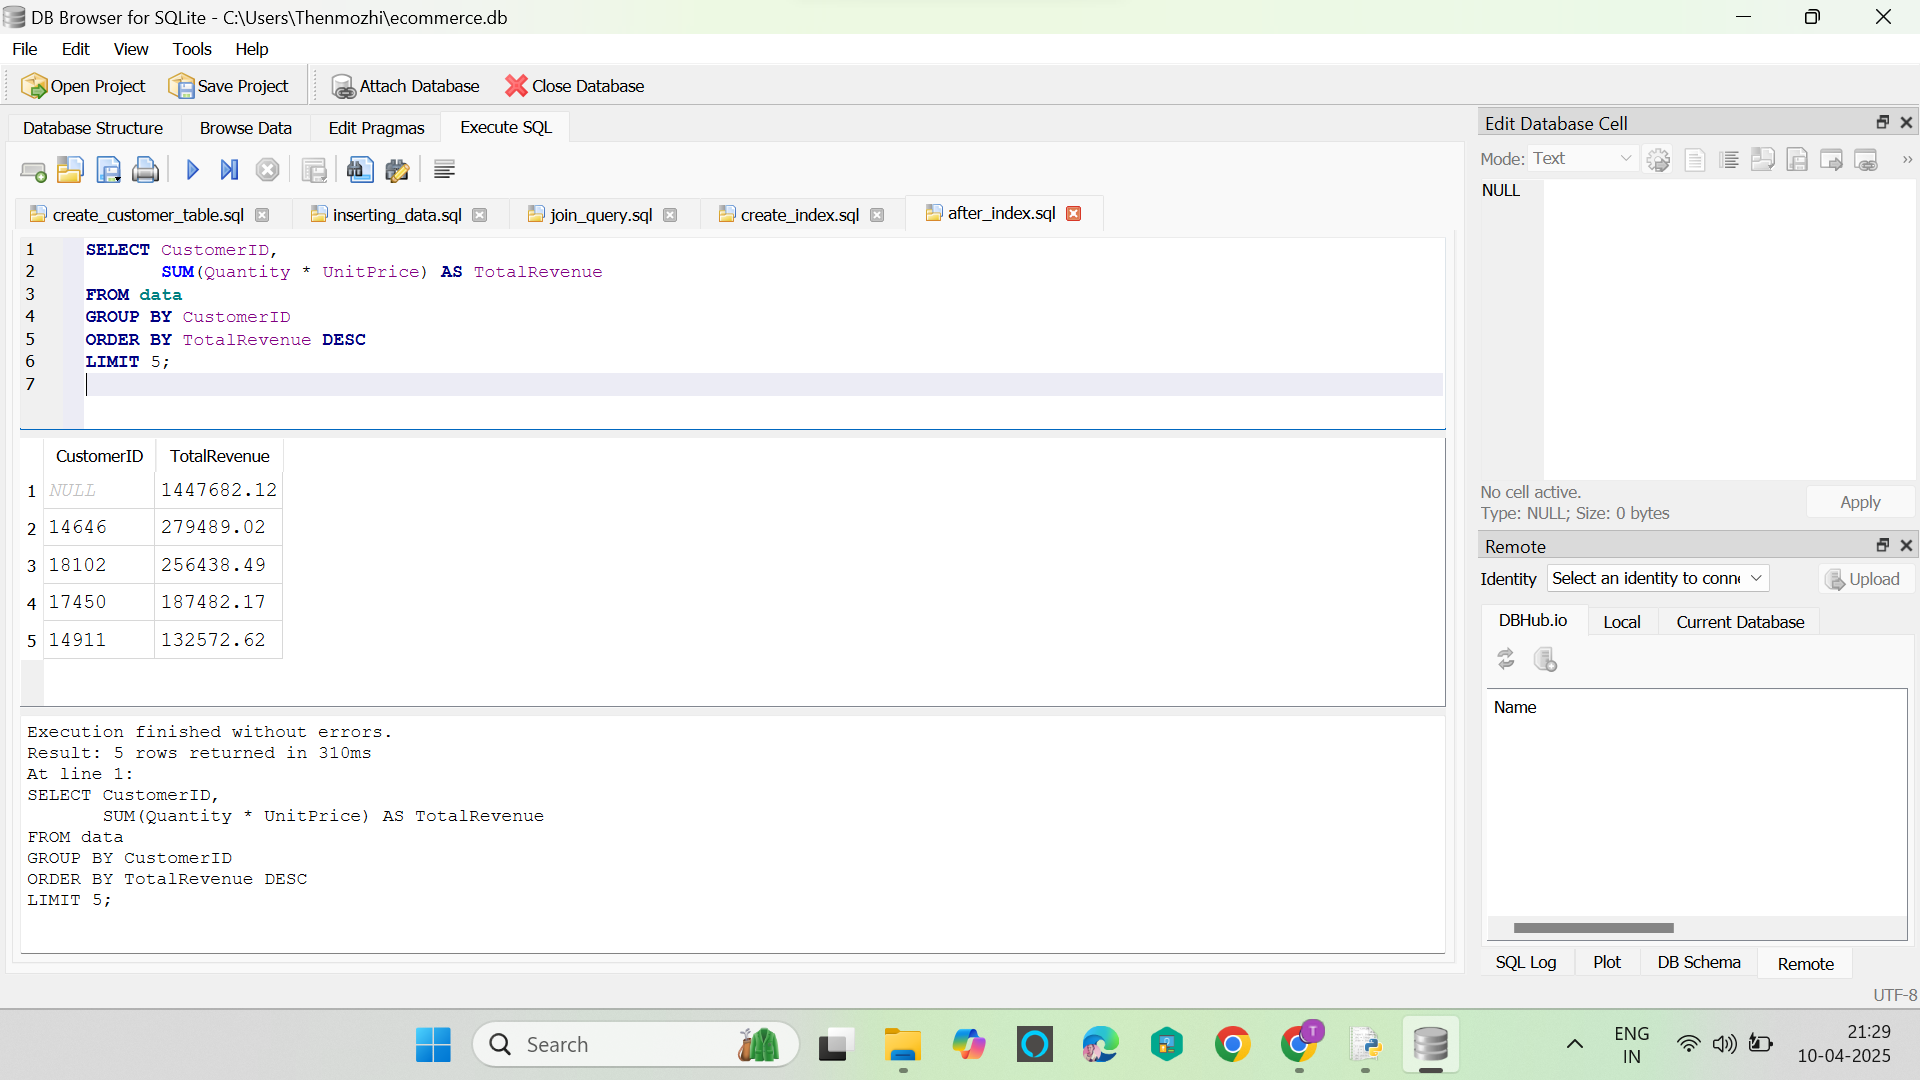 DB Browser for SQLite - C:\Users\Thenmozhi\ecommerce.db
File Edit View Tools Help
Open Project Save Project Attach Database Close Database
Database Structure Browse Data Edit Pragmas Execute SQL
create_customer_table.sql inserting_data.sql join_query.sql create_index.sql after_index.sql
1 SELECT CustomerID,
2 SUM(Quantity * UnitPrice) AS TotalRevenue
3 FROM data
4 GROUP BY CustomerID
5 ORDER BY TotalRevenue DESC
6 LIMIT 5;
7
CustomerID TotalRevenue
1 NULL 1447682.12
2 14646 279489.02
3 18102 256438.49
4 17450 187482.17
5 14911 132572.62
Execution finished without errors.
Result: 5 rows returned in 310ms
At line 1:
SELECT CustomerID,
SUM(Quantity * UnitPrice) AS TotalRevenue
FROM data
GROUP BY CustomerID
ORDER BY TotalRevenue DESC
LIMIT 5;
Edit Database Cell
Mode: Text
NULL
No cell active.
Type: NULL; Size: 0 bytes
Apply
Remote
Identity Select an identity to conn Upload
DBHub.io Local Current Database
Name
SQL Log Plot DB Schema Remote
UTF-8
Search
T
ENG
IN
21:29
10-04-2025